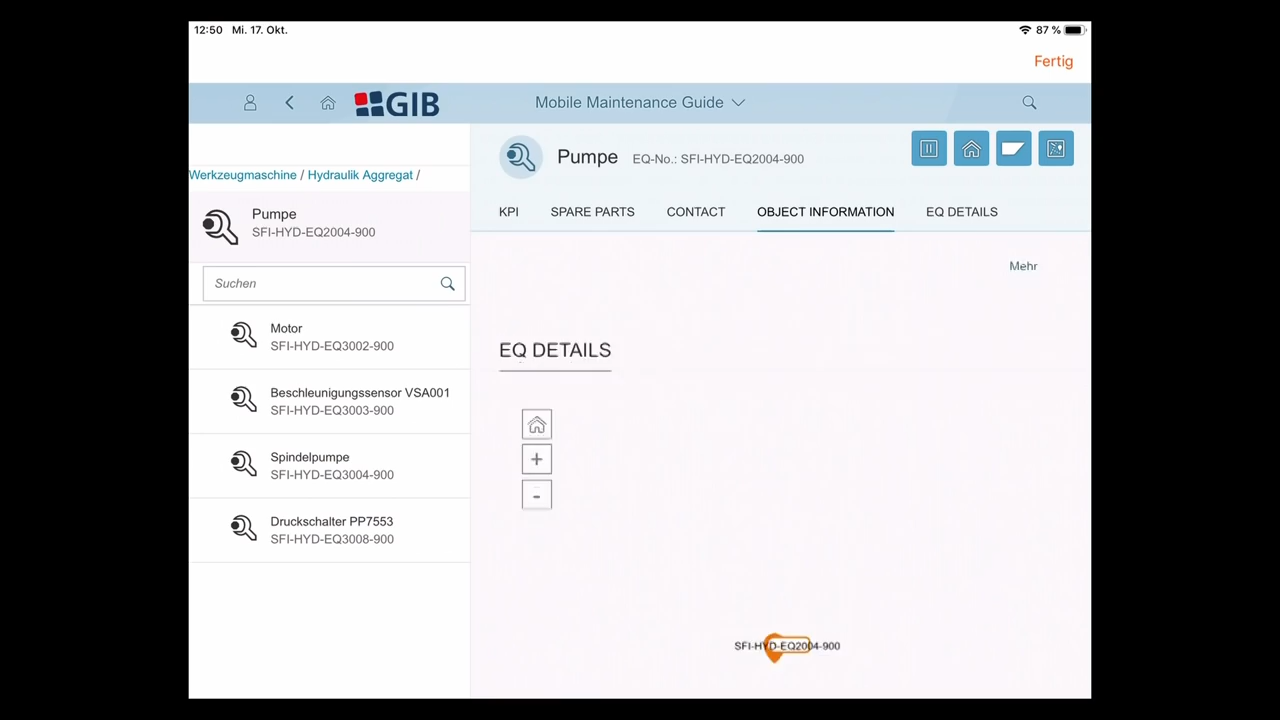 12:50 Mi. 17. Okt.
87 %
Fertig
GIB
Mobile Maintenance Guide
Werkzeugmaschine / Hydraulik Aggregat /
Pumpe
SFI-HYD-EQ2004-900
Suchen
Motor
SFI-HYD-EQ3002-900
Beschleunigungssensor VSA001
SFI-HYD-EQ3003-900
Spindelpumpe
SFI-HYD-EQ3004-900
Druckschalter PP7553
SFI-HYD-EQ3008-900
Pumpe EQ-No.: SFI-HYD-EQ2004-900
KPI SPARE PARTS CONTACT OBJECT INFORMATION EQ DETAILS
Mehr
EQ DETAILS
+
-
SFI-HYD-EQ2004-900